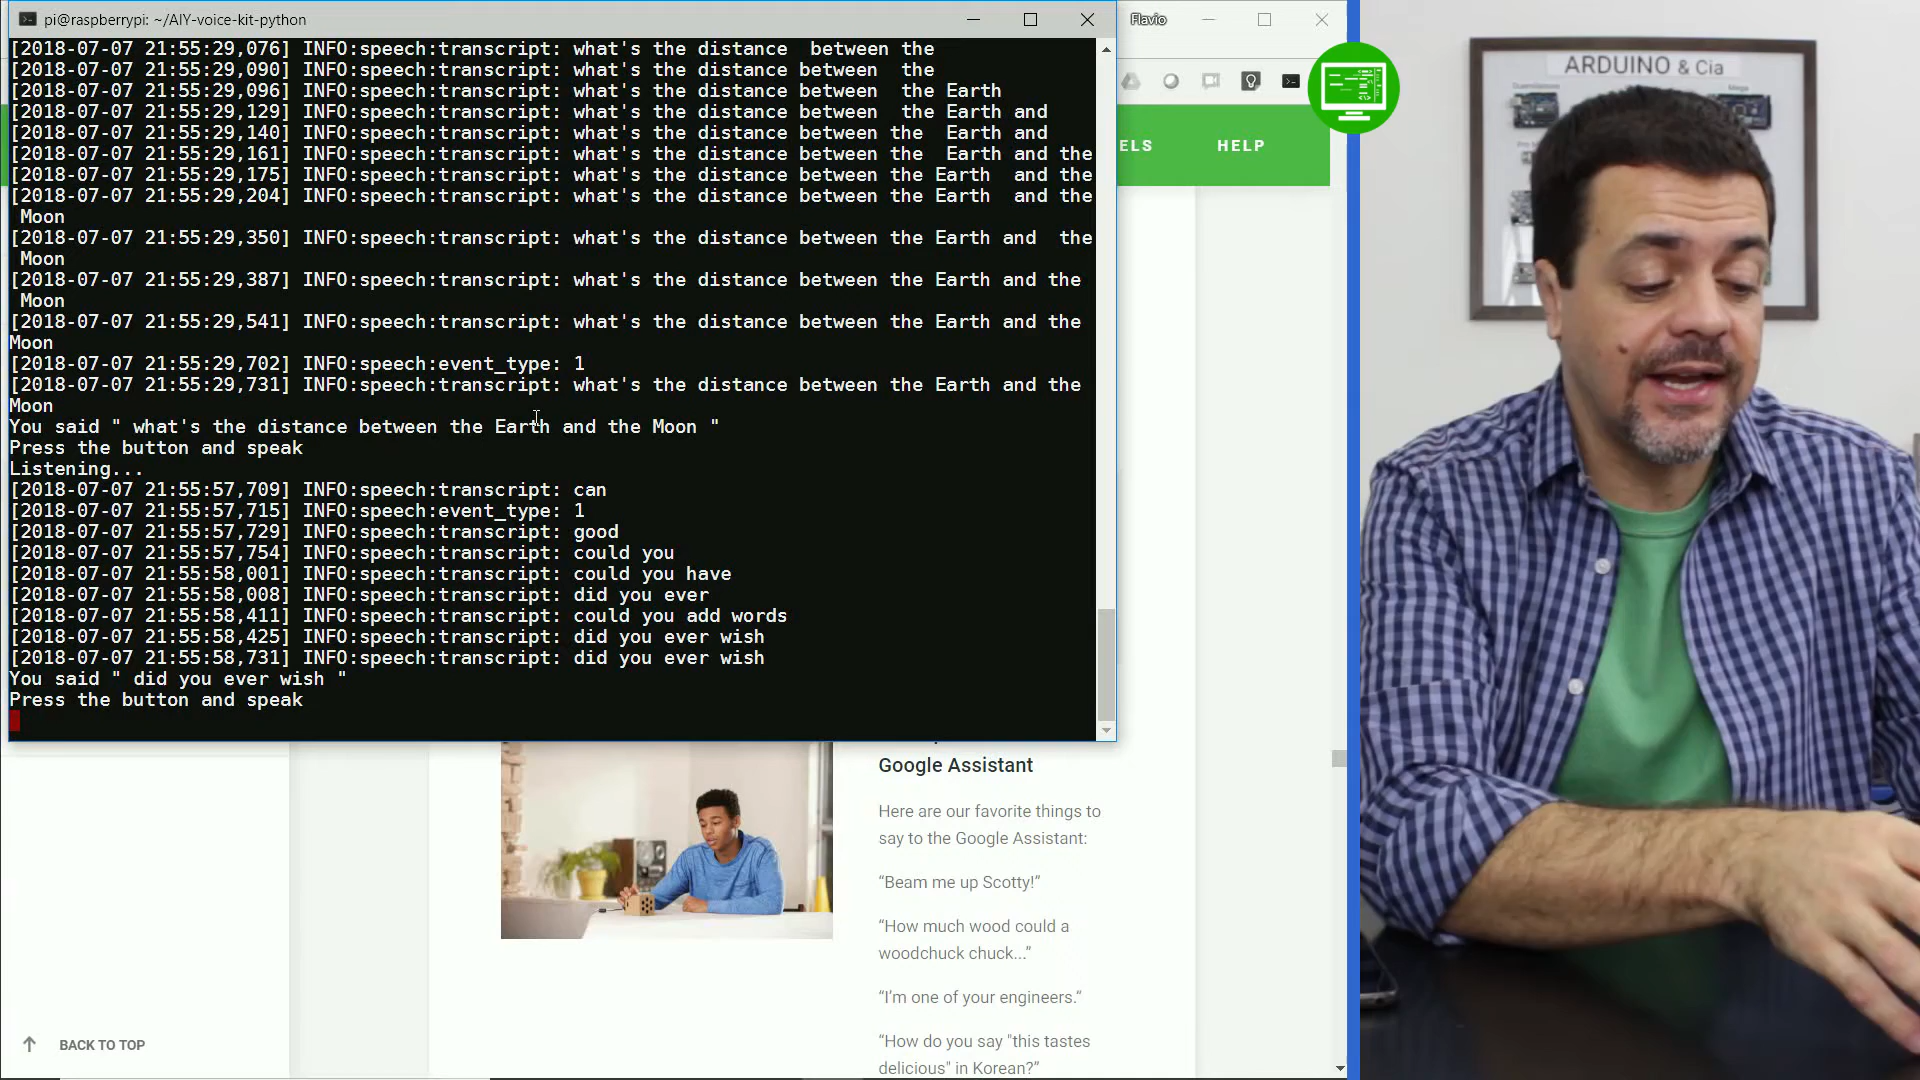 pi@raspberrypi: ~/AIY-voice-kit-python
[2018-07-07 21:55:29,076] INFO:speech:transcript: what's the distance  between the
[2018-07-07 21:55:29,090] INFO:speech:transcript: what's the distance between  the
[2018-07-07 21:55:29,096] INFO:speech:transcript: what's the distance between  the Earth
[2018-07-07 21:55:29,129] INFO:speech:transcript: what's the distance between  the Earth and
[2018-07-07 21:55:29,140] INFO:speech:transcript: what's the distance between the  Earth and
[2018-07-07 21:55:29,161] INFO:speech:transcript: what's the distance between the  Earth and the
[2018-07-07 21:55:29,175] INFO:speech:transcript: what's the distance between the Earth  and the
[2018-07-07 21:55:29,204] INFO:speech:transcript: what's the distance between the Earth  and the
Moon
[2018-07-07 21:55:29,350] INFO:speech:transcript: what's the distance between the Earth and  the
Moon
[2018-07-07 21:55:29,387] INFO:speech:transcript: what's the distance between the Earth and the
Moon
[2018-07-07 21:55:29,541] INFO:speech:transcript: what's the distance between the Earth and the
Moon
[2018-07-07 21:55:29,702] INFO:speech:event_type: 1
[2018-07-07 21:55:29,731] INFO:speech:transcript: what's the distance between the Earth and the
Moon
You said " what's the distance between the Earth and the Moon "
Press the button and speak
Listening...
[2018-07-07 21:55:57,709] INFO:speech:transcript: can
[2018-07-07 21:55:57,715] INFO:speech:event_type: 1
[2018-07-07 21:55:57,729] INFO:speech:transcript: good
[2018-07-07 21:55:57,754] INFO:speech:transcript: could you
[2018-07-07 21:55:58,001] INFO:speech:transcript: could you have
[2018-07-07 21:55:58,008] INFO:speech:transcript: did you ever
[2018-07-07 21:55:58,411] INFO:speech:transcript: could you add words
[2018-07-07 21:55:58,425] INFO:speech:transcript: did you ever wish
[2018-07-07 21:55:58,731] INFO:speech:transcript: did you ever wish
You said " did you ever wish "
Press the button and speak
Flavio
ELS
HELP
ARDUINO & Cia
Google Assistant
Here are our favorite things to
say to the Google Assistant:
“Beam me up Scotty!“
“How much wood could a
woodchuck chuck...”
“I’m one of your engineers.“
“How do you say "this tastes
delicious" in Korean?”
BACK TO TOP